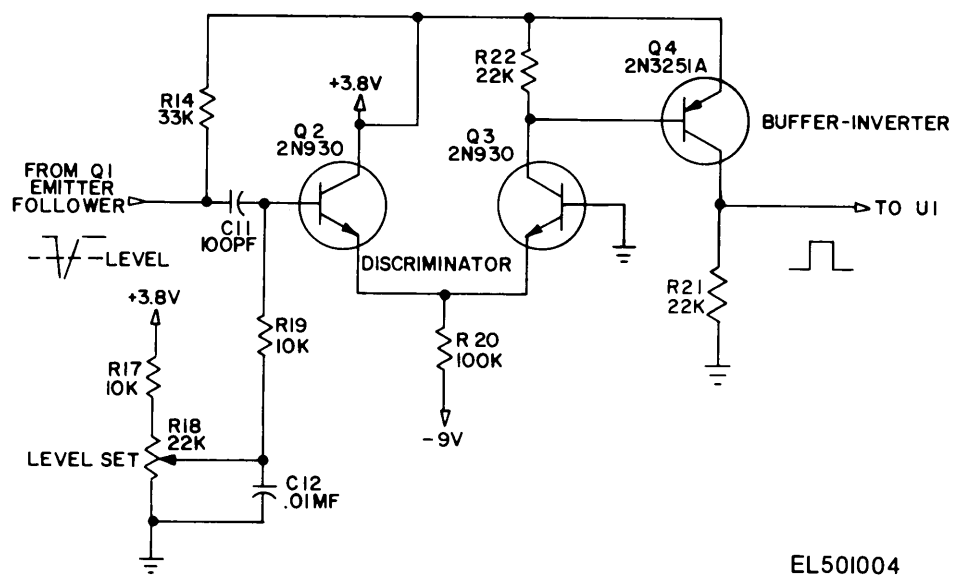 R22
22K
Q4
2N3251A
+3.8V
R14
33K
BUFFER-INVERTER
Q2
2N930
Q3
2N930
FROM Q1
EMITTER
FOLLOWER
C11
100PF
TO U1
LEVEL
DISCRIMINATOR
+3.8V
R21
22K
R19
10K
R20
100K
R17
10K
R18
22K
-9V
LEVEL SET
C12
.01MF
EL501004